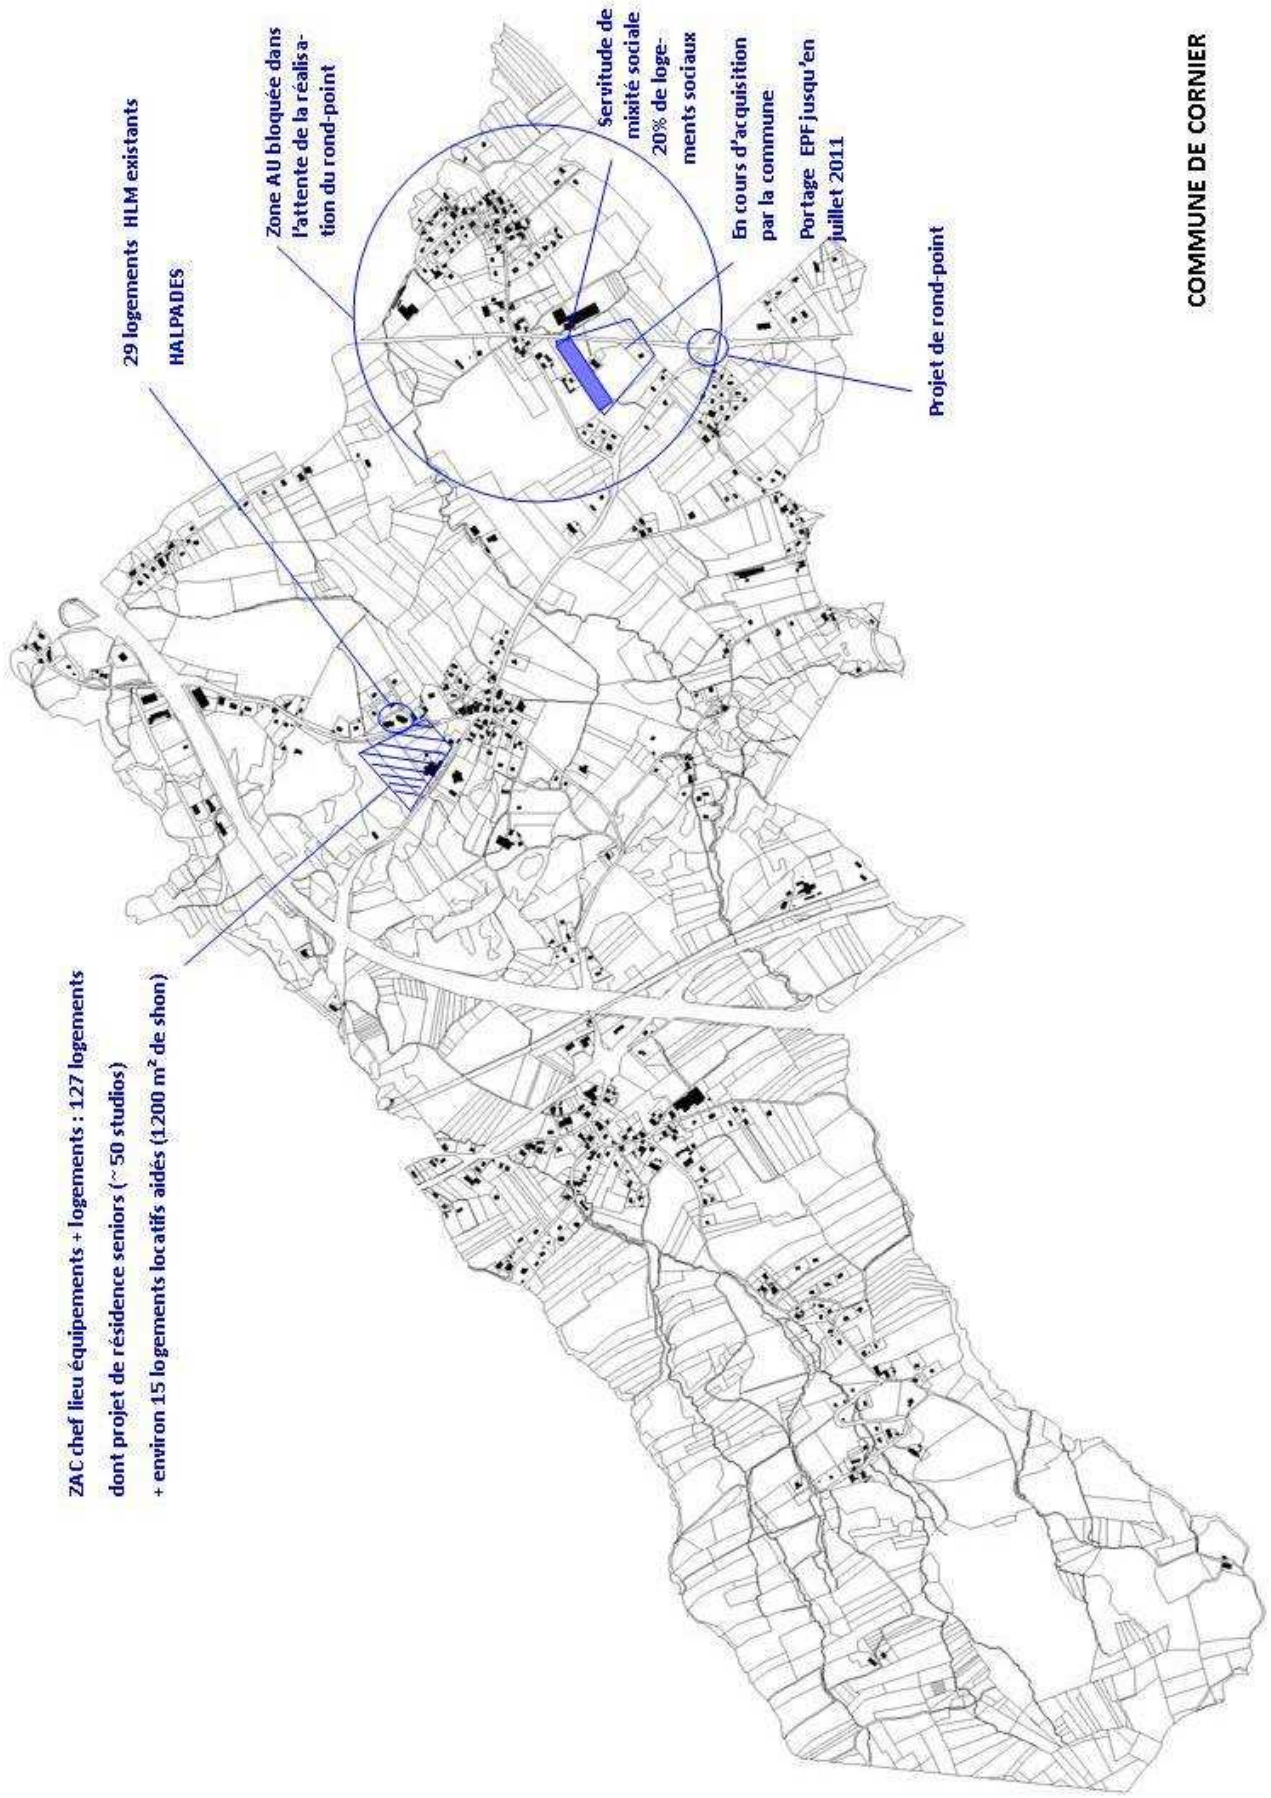 ZAC chef lieu équipements + logements : 127 logements
dont projet de résidence seniors (~ 50 studios)
+ environ 15 logements locatifs aidés (1200 m² de shon)
29 logements HLM existants
HALPADES
Zone AU bloquée dans
l'attente de la réalisa-
tion du rond-point
Servitude de
mixité sociale
20% de loge-
ments sociaux
En cours d'acquisition
par la commune
Portage EPF jusqu'en
juillet 2011
Projet de rond-point
COMMUNE DE CORNIER